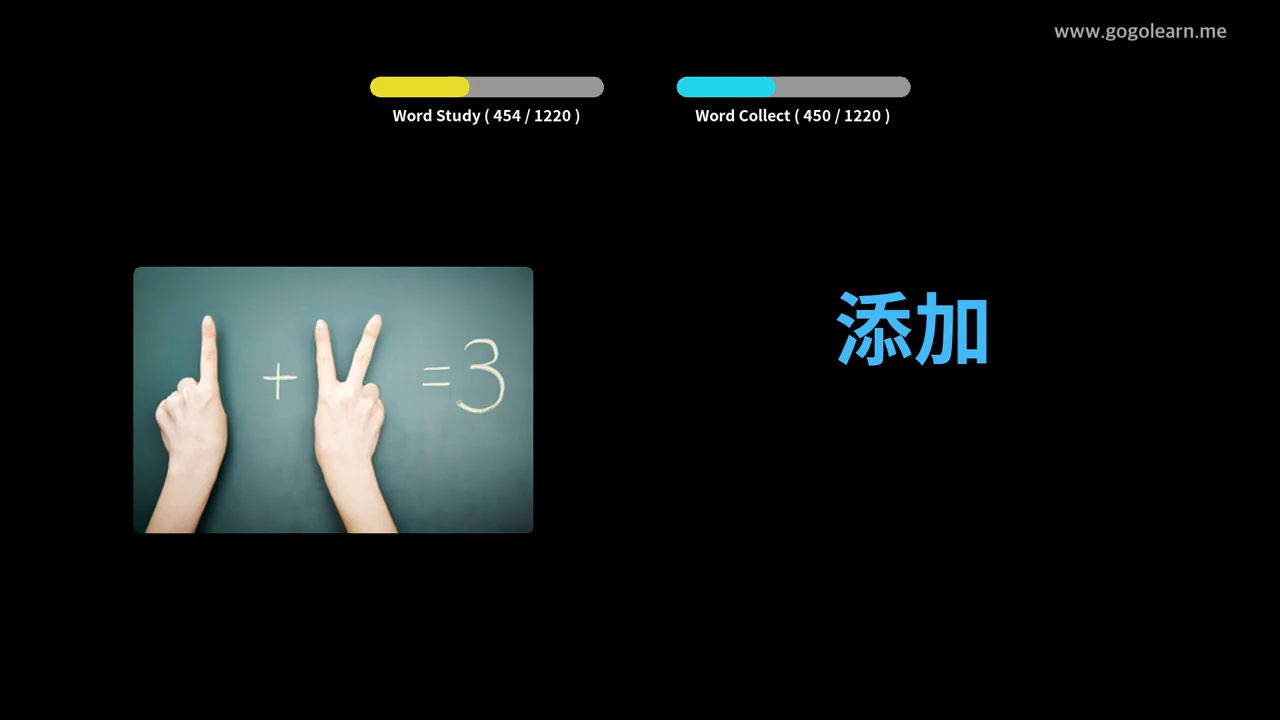 www.gogolearn.me
Word Study ( 454 / 1220 )
Word Collect ( 450 / 1220 )
添加
+ =3